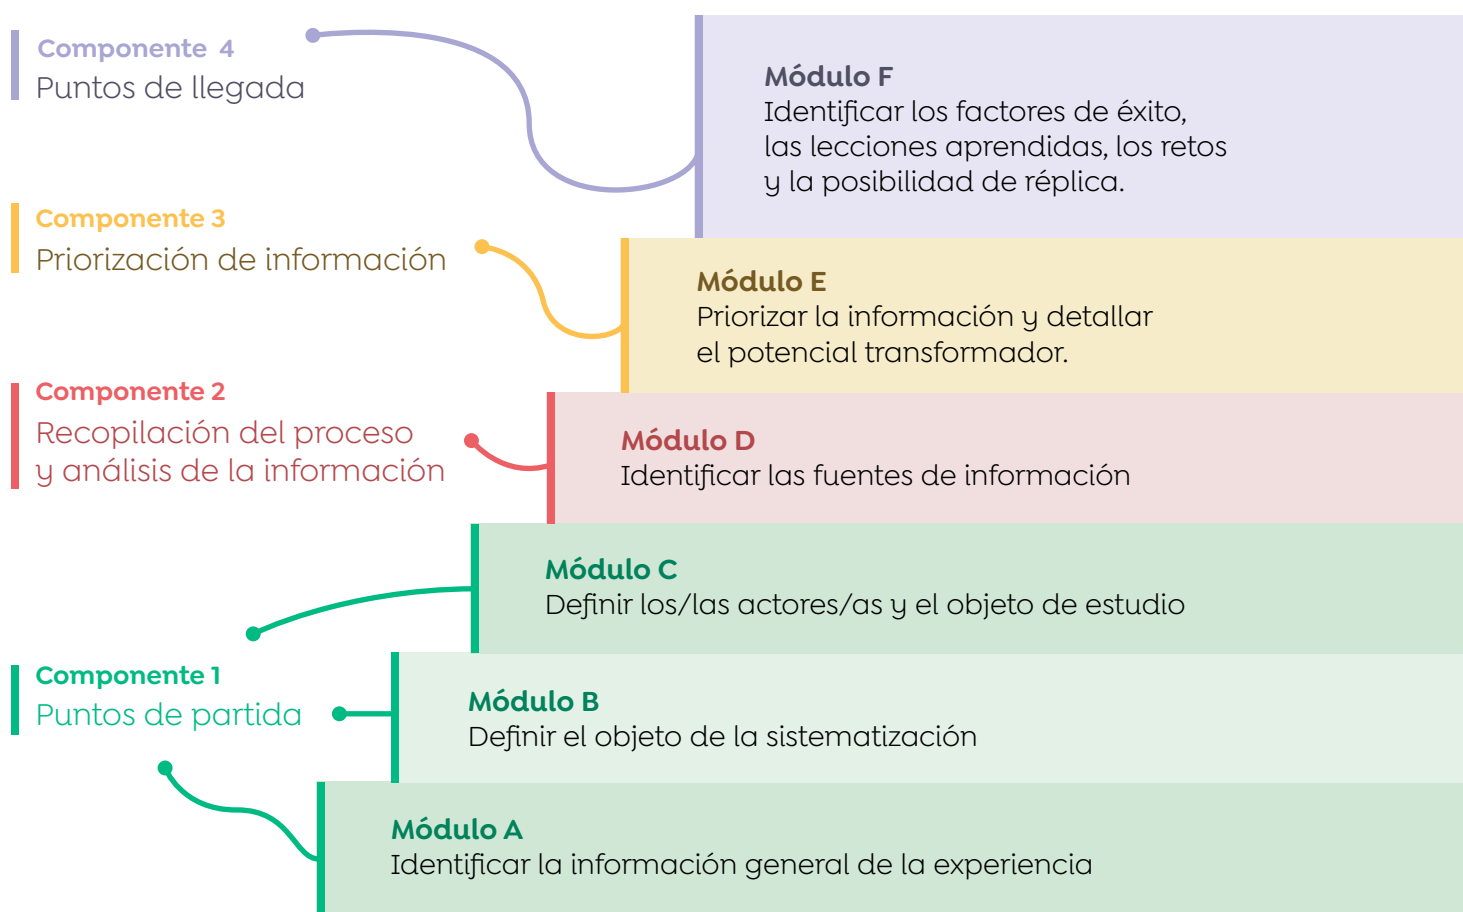 Componente 4
Puntos de llegada
Módulo F
Identificar los factores de éxito,
las lecciones aprendidas, los retos
y la posibilidad de réplica.
Componente 3
Priorización de información
Módulo E
Priorizar la información y detallar
el potencial transformador.
Componente 2
Recopilación del proceso
y análisis de la información
Módulo D
Identificar las fuentes de información
Módulo C
Definir los/las actores/as y el objeto de estudio
Componente 1
Puntos de partida
Módulo B
Definir el objeto de la sistematización
Módulo A
Identificar la información general de la experiencia